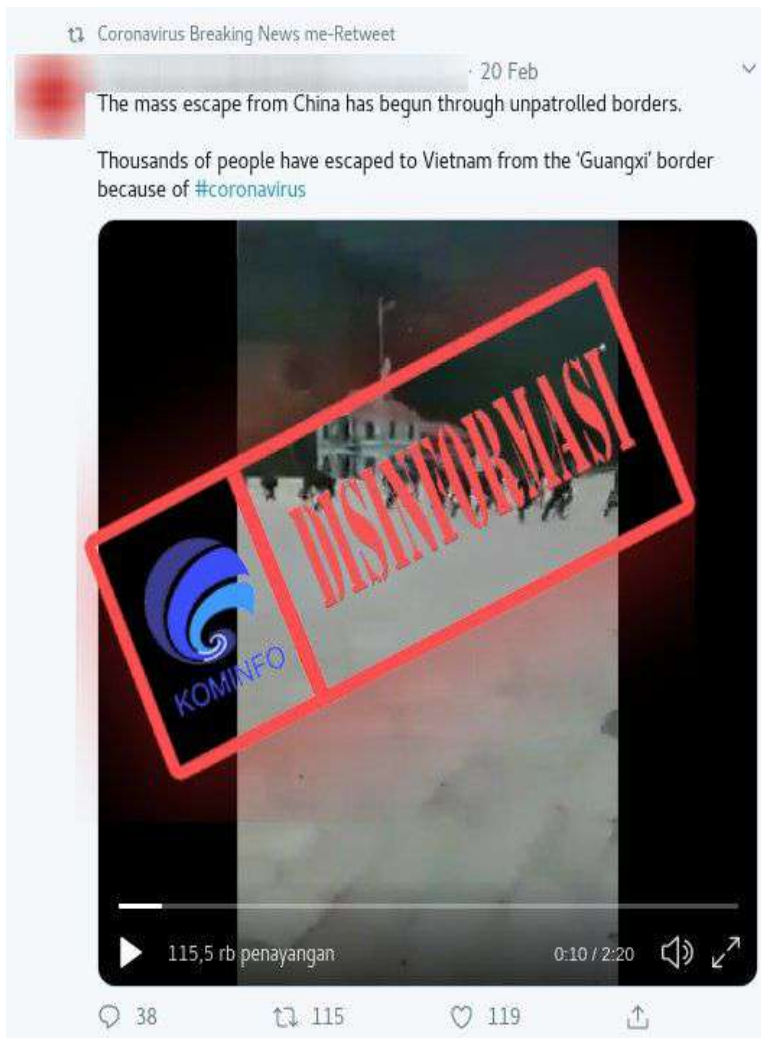 Coronavirus Breaking News me-Retweet
· 20 Feb
The mass escape from China has begun through unpatrolled borders.
Thousands of people have escaped to Vietnam from the 'Guangxi' border
because of #coronavirus
DISINFORMASI
KOMINFO
115,5 rb penayangan
0:10 / 2:20
38
115
119